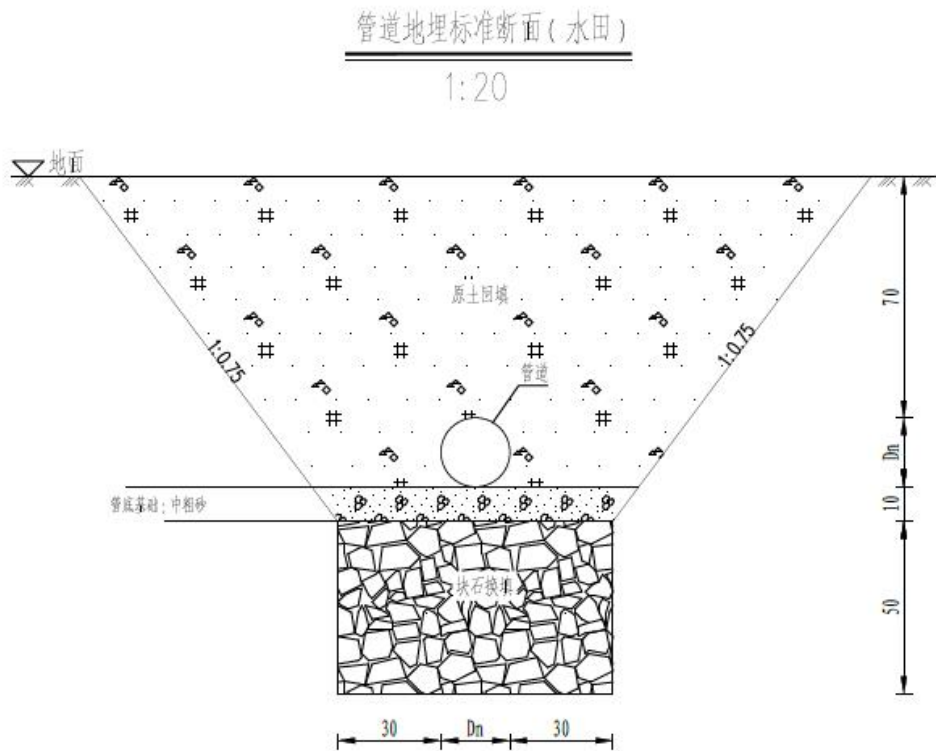 管道地埋标准断面(水田)
1:20
地面
原土回填
70
1:0.75
1:0.75
管道
Dn
管底基础:中粗砂
10
块石换填
50
30
Dn
30